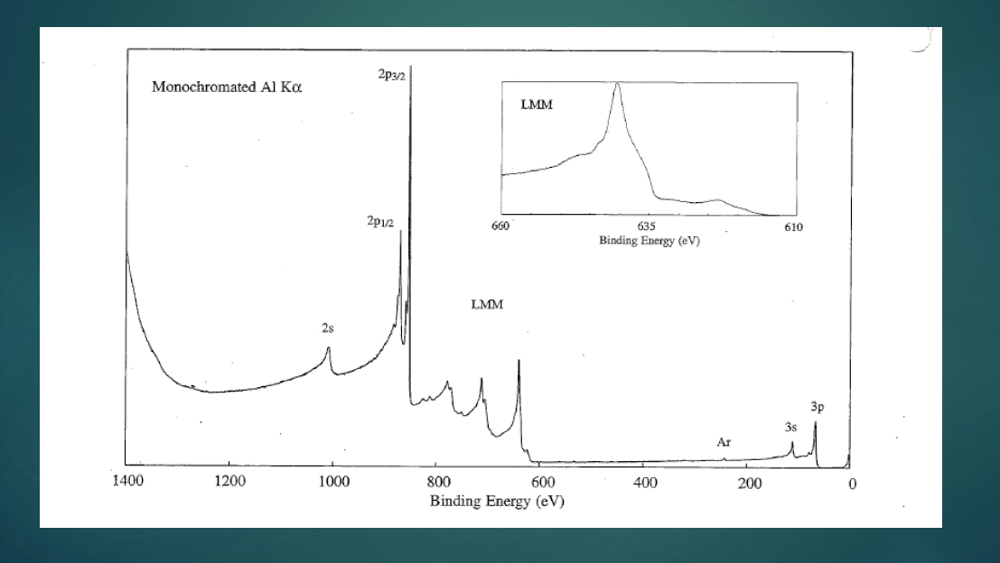 Monochromated Al Kα
2p3/2
2p1/2
2s
LMM
660
635
610
Binding Energy (eV)
LMM
Ar
3s
3p
1400
1200
1000
800
600
400
200
0
Binding Energy (eV)